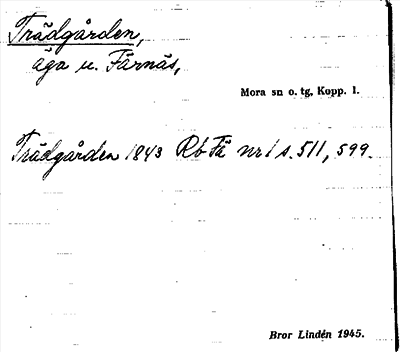 Trädgården,
äga u. Färnäs,
Mora sn o. tg, Kopp. l.
Trädgården 1843 Rb Fä nr 1 s. 511, 599.
Bror Lindén 1945.